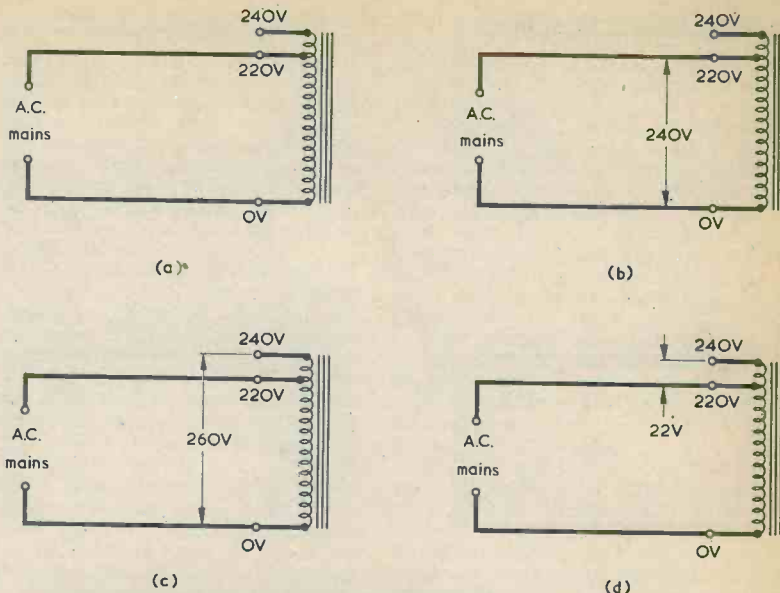 240V
220V
A.C.
mains
0V
(a)
240V
220V
A.C.
mains
240V
0V
(b)
240V
220V
A.C.
mains
260V
0V
(c)
240V
220V
A.C.
mains
22V
0V
(d)